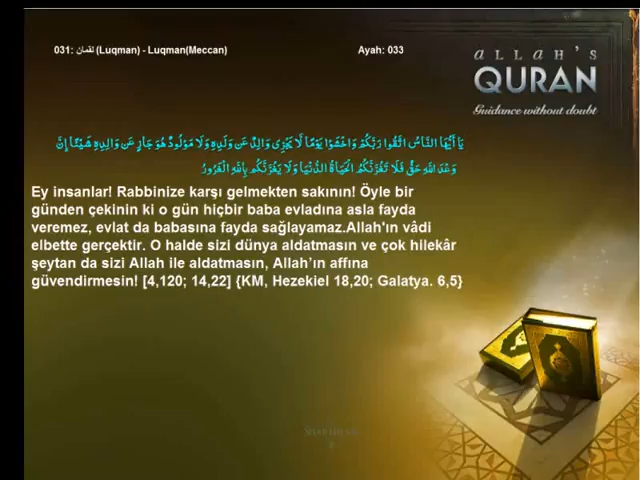 031: لقمان (Luqman) - Luqman(Meccan)
Ayah: 033
ALLAH'S
QURAN
Guidance without doubt
يَا أَيُّهَا النَّاسُ اتَّقُوا رَبَّكُمْ وَاخْشَوْا يَوْمًا لَّا يَجْزِي وَالِدٌ عَن وَلَدِهِ وَلَا مَوْلُودٌ هُوَ جَازٍ عَن وَالِدِهِ شَيْئًا إِنَّ
وَعْدَ اللَّهِ حَقٌّ فَلَا تَغُرَّنَّكُمُ الْحَيَاةُ الدُّنْيَا وَلَا يَغُرَّنَّكُم بِاللَّهِ الْغَرُورُ
Ey insanlar! Rabbinize karşı gelmekten sakının! Öyle bir
günden çekinin ki o gün hiçbir baba evladına asla fayda
veremez, evlat da babasına fayda sağlayamaz.Allah'ın vâdi
elbette gerçektir. O halde sizi dünya aldatmasın ve çok hilekâr
şeytan da sizi Allah ile aldatmasın, Allah’ın affına
güvendirmesin! [4,120; 14,22] {KM, Hezekiel 18,20; Galatya. 6,5}